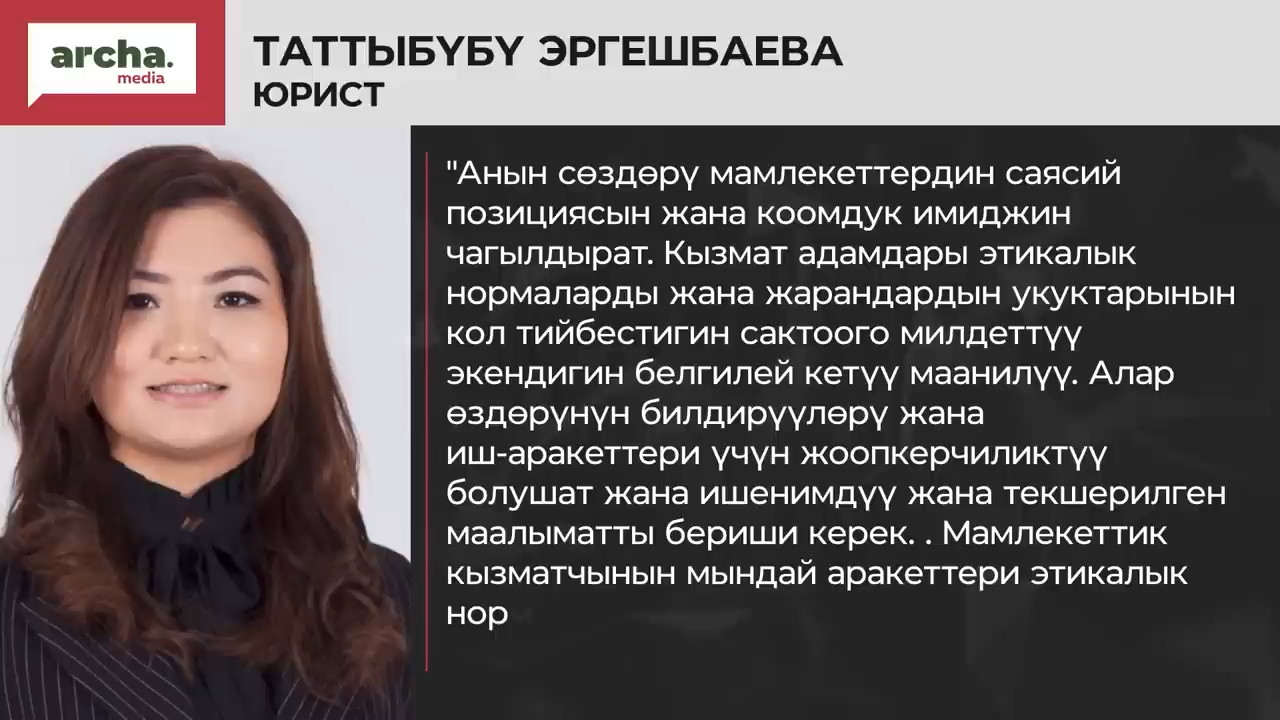 archa.
media
ТАТТЫБҮБҮ ЭРГЕШБАЕВА
ЮРИСТ
"Анын сөздөрү мамлекеттердин саясий
позициясын жана коомдук имиджин
чагылдырат. Кызмат адамдары этикалык
нормаларды жана жарандардын укуктарынын
кол тийбестигин сактоого милдеттүү
экендигин белгилей кетүү маанилүү. Алар
өздөрүнүн билдирүүлөрү жана
иш-аракеттери үчүн жоопкерчиликтүү
болушат жана ишенимдүү жана текшерилген
маалыматты бериши керек. . Мамлекеттик
кызматчынын мындай аракеттери этикалык
нор